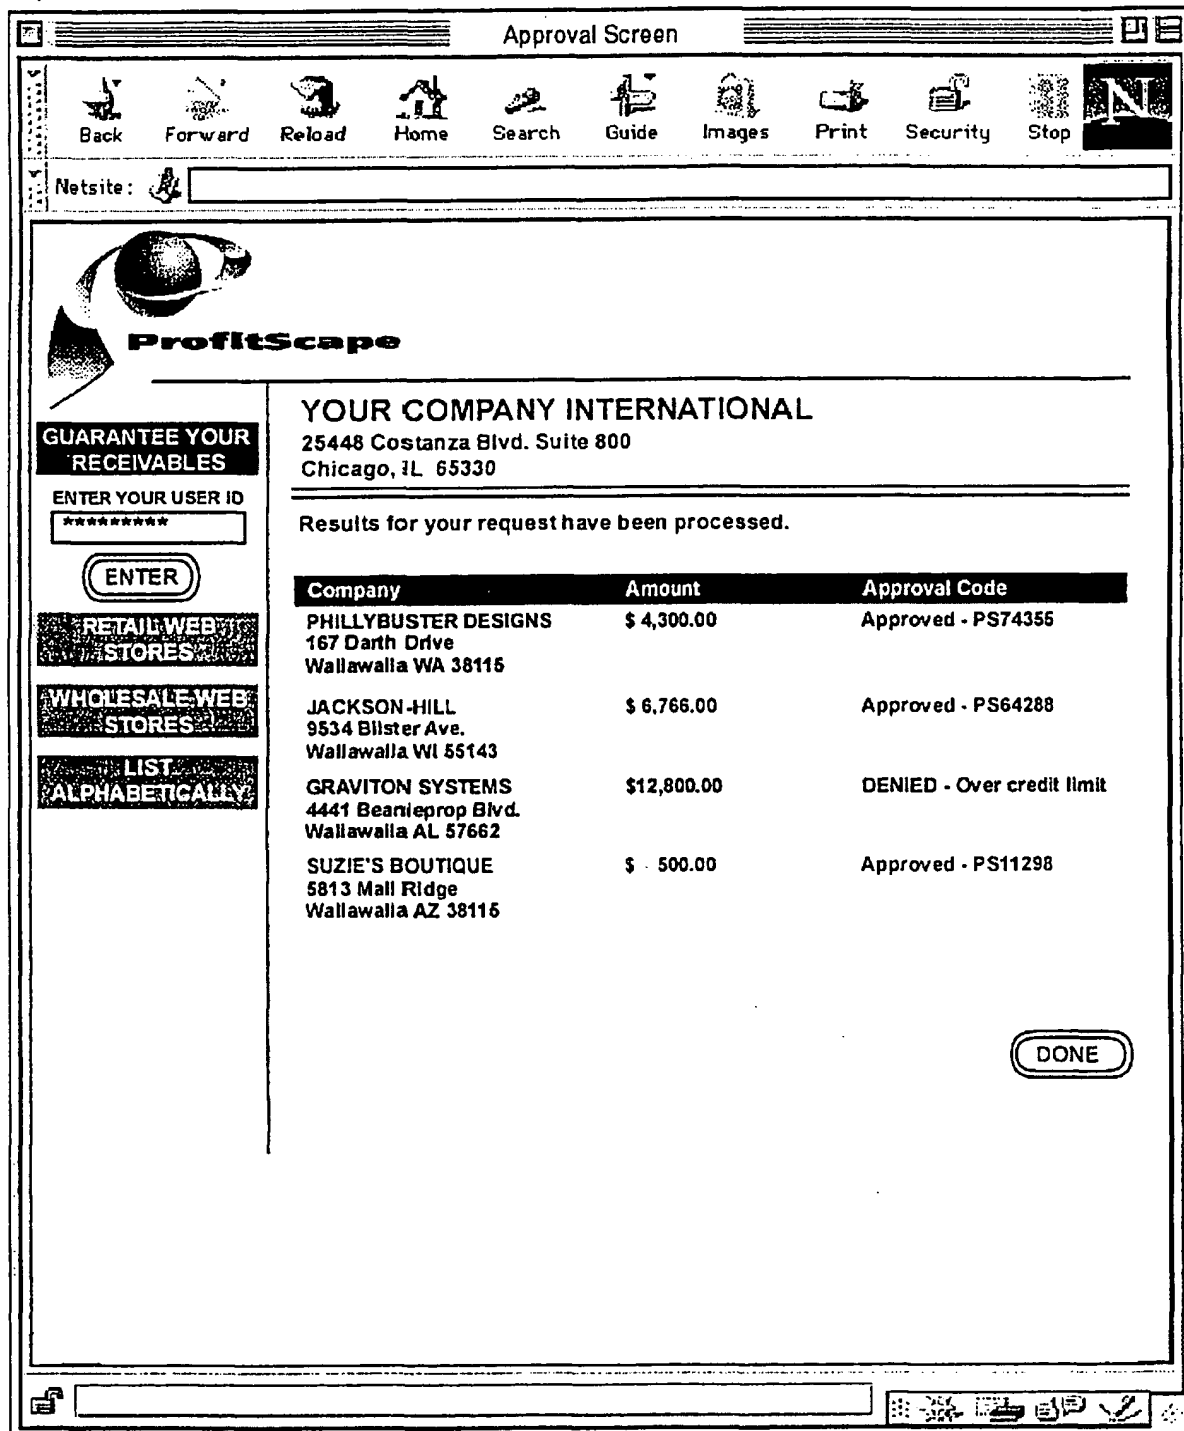 Approval Screen
Back Forward Reload Home Search Guide Images Print Security Stop N
Netsite:
ProfitScape
GUARANTEE YOUR
RECEIVABLES
ENTER YOUR USER ID
*********
ENTER
RETAIL WEB
STORES
WHOLESALE WEB
STORES
LIST
ALPHABETICALLY
YOUR COMPANY INTERNATIONAL
25448 Costanza Blvd. Suite 800
Chicago, IL 65330
Results for your request have been processed.
Company Amount Approval Code
PHILLYBUSTER DESIGNS $ 4,300.00 Approved - PS74355
167 Darth Drive
Wallawalla WA 38115
JACKSON-HILL $ 6,766.00 Approved - PS64288
9534 Blister Ave.
Wallawalla WI 55143
GRAVITON SYSTEMS $12,800.00 DENIED - Over credit limit
4441 Beanieprop Blvd.
Wallawalla AL 57662
SUZIE'S BOUTIQUE $ 500.00 Approved - PS11298
5813 Mall Ridge
Wallawalla AZ 38115
DONE